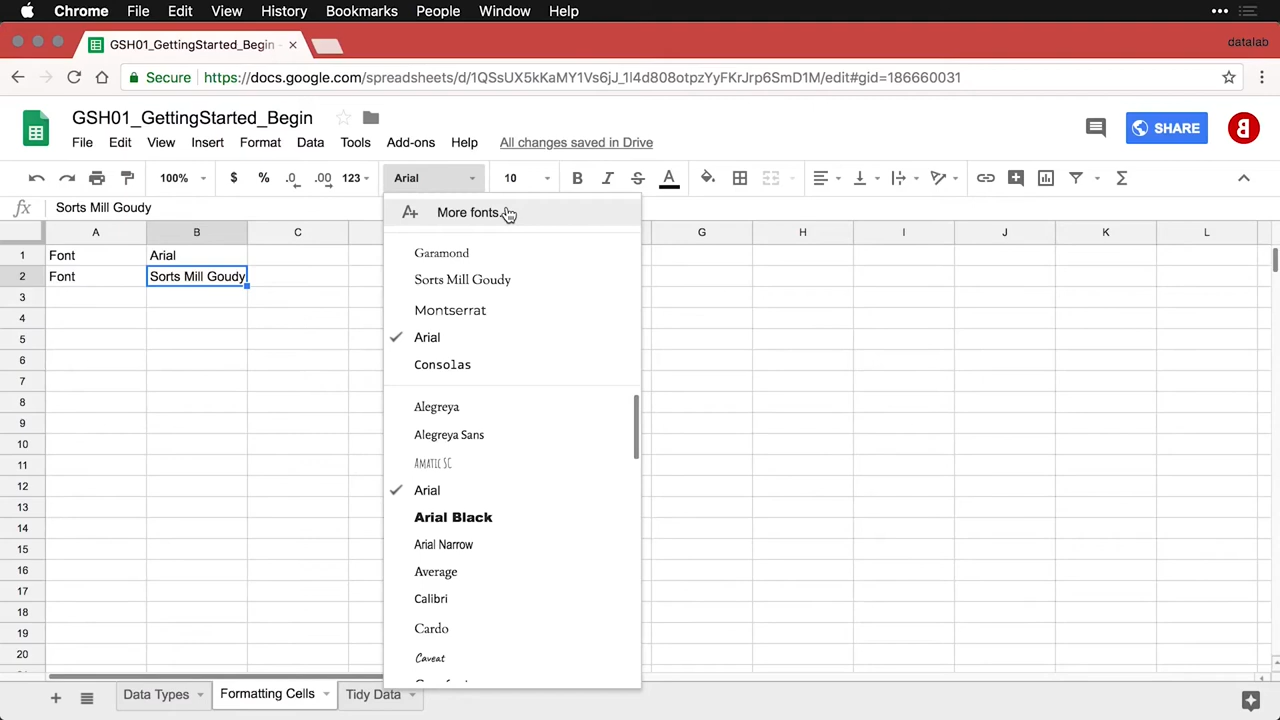 Chrome File Edit View History Bookmarks People Window Help
GSH01_GettingStarted_Begin
datalab
Secure https://docs.google.com/spreadsheets/d/1QSsUX5kKaMY1Vs6jJ_1l4d808otpzYyFKrJrp6SmD1M/edit#gid=186660031
GSH01_GettingStarted_Begin
SHARE
File Edit View Insert Format Data Tools Add-ons Help All changes saved in Drive
100% $ % .0 .00 123 Arial 10 B I S A
fx Sorts Mill Goudy
More fonts...
A B C G H I J K L
1 Font Arial
2 Font Sorts Mill Goudy
3
4
5
6
7
8
9
10
11
12
13
14
15
16
17
18
19
20
Garamond
Sorts Mill Goudy
Montserrat
Arial
Consolas
Alegreya
Alegreya Sans
Amatic SC
Arial
Arial Black
Arial Narrow
Average
Calibri
Cardo
Caveat
Data Types Formatting Cells Tidy Data